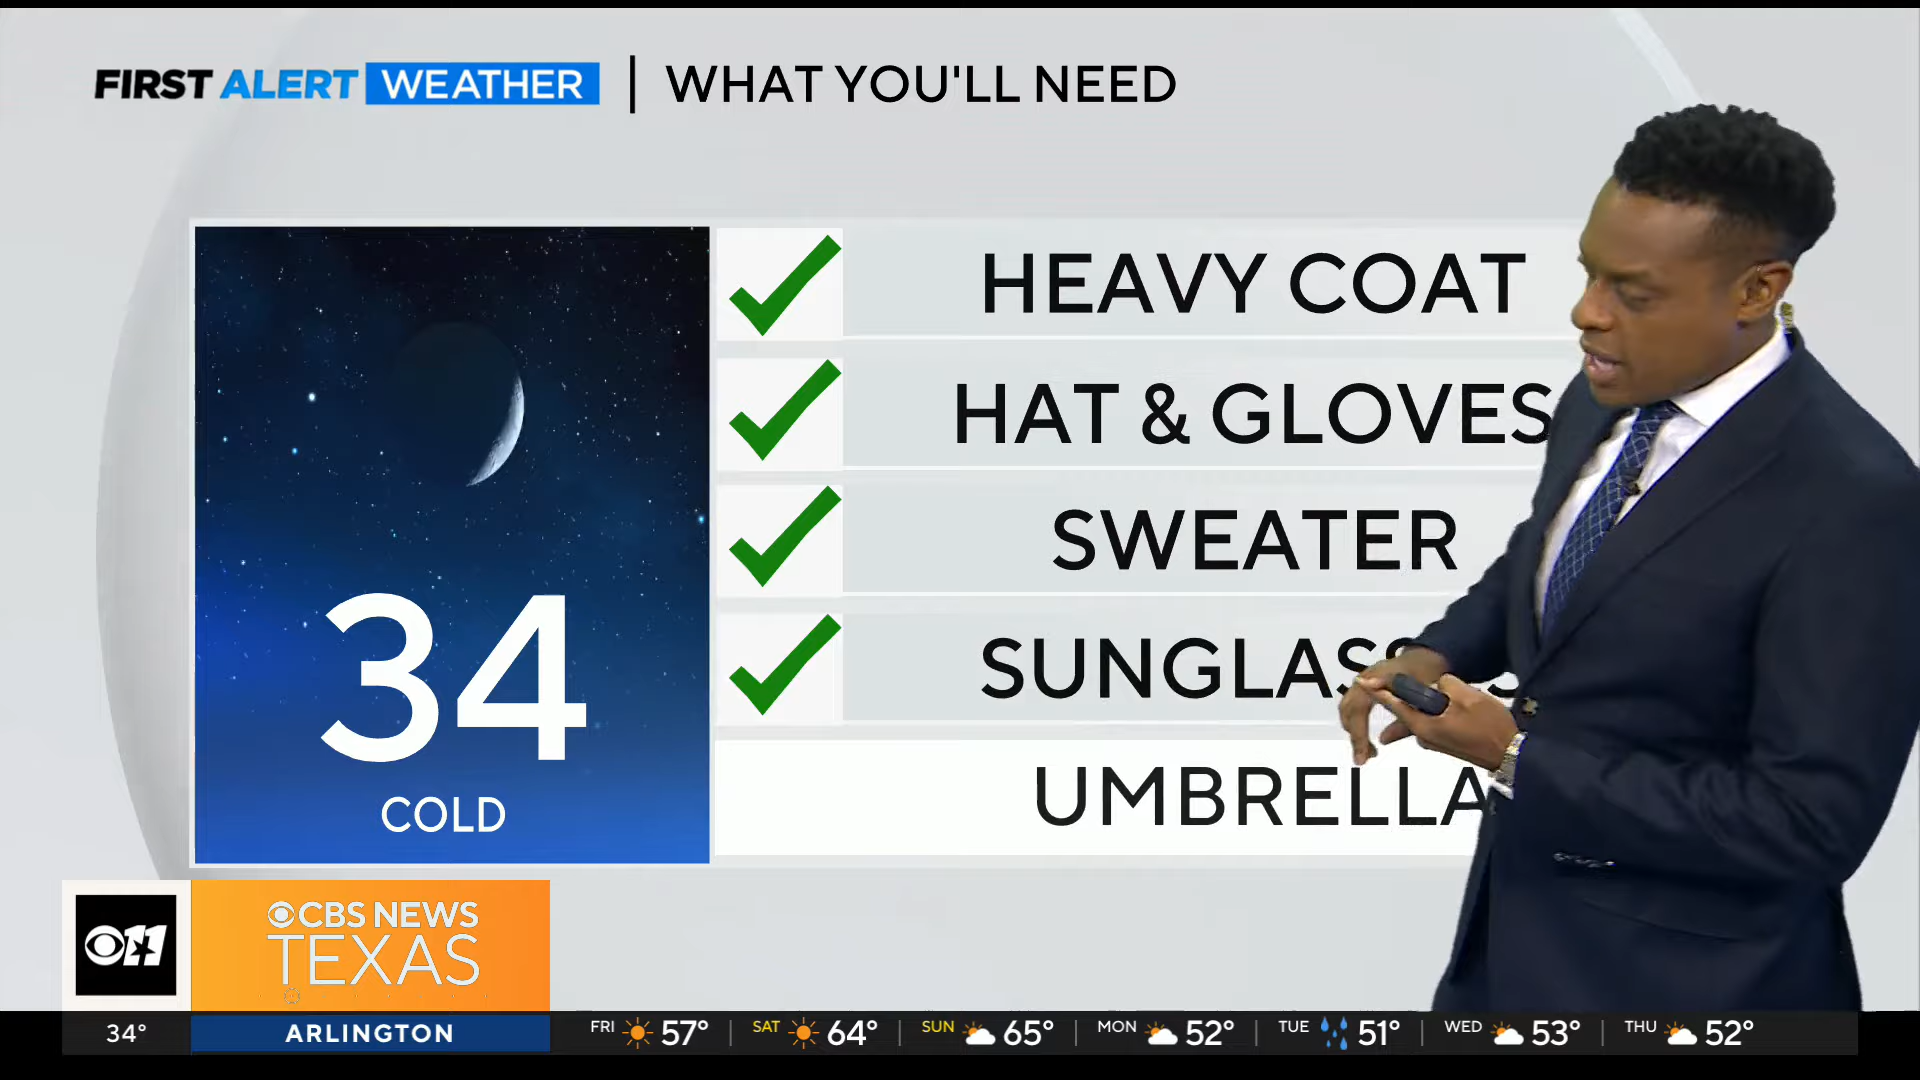 FIRST ALERT WEATHER | WHAT YOU'LL NEED
HEAVY COAT
HAT & GLOVES
SWEATER
UMBRELLA
34
COLD
11
CBS NEWS
TEXAS
34° ARLINGTON FRI 57° SAT 64° SUN 65° MON 52° TUE 51° WED 53° THU 52°